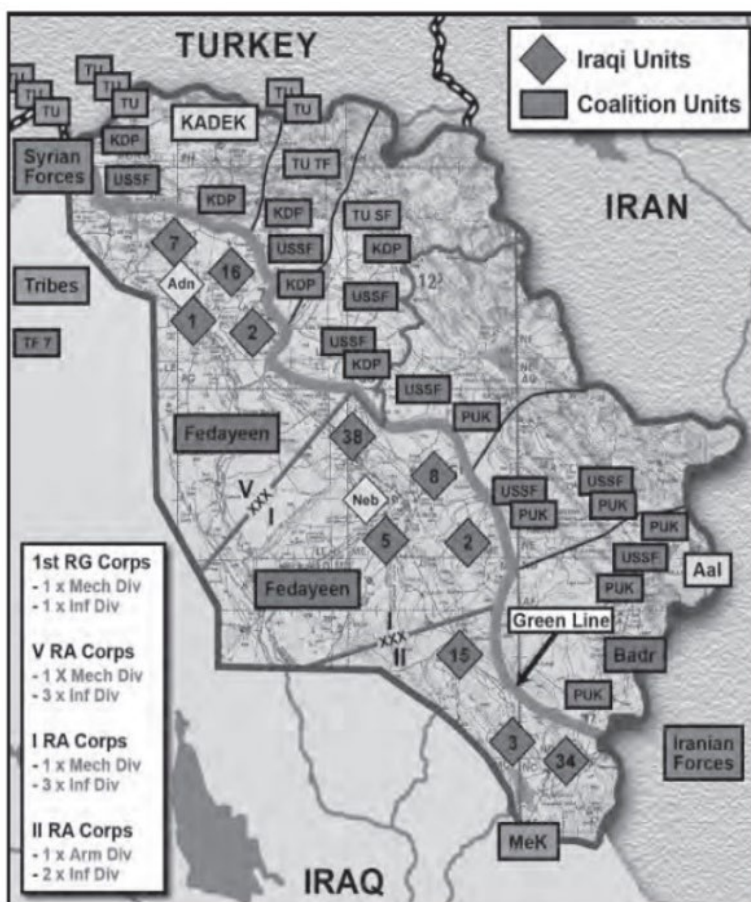 TURKEY
Iraqi Units
Coalition Units
TU
TU
TU
TU
TU
TU
TU
TU
KADEK
KDP
TU TF
Syrian Forces
USSF
KDP
KDP
TU SF
IRAN
7
USSF
KDP
16
Adn
KDP
12
Tribes
USSF
1
2
TF 7
USSF
KDP
USSF
PUK
Fedayeen
38
V
XXX
I
8
Neb
USSF
PUK
USSF
PUK
PUK
5
2
USSF
Aal
PUK
1st RG Corps
- 1 x Mech Div
- 1 x Inf Div
V RA Corps
- 1 X Mech Div
- 3 x Inf Div
I RA Corps
- 1 x Mech Div
- 3 x Inf Div
II RA Corps
- 1 x Arm Div
- 2 x Inf Div
Fedayeen
Green Line
I
XXX
II
15
Badr
PUK
3
34
Iranian Forces
MeK
IRAQ